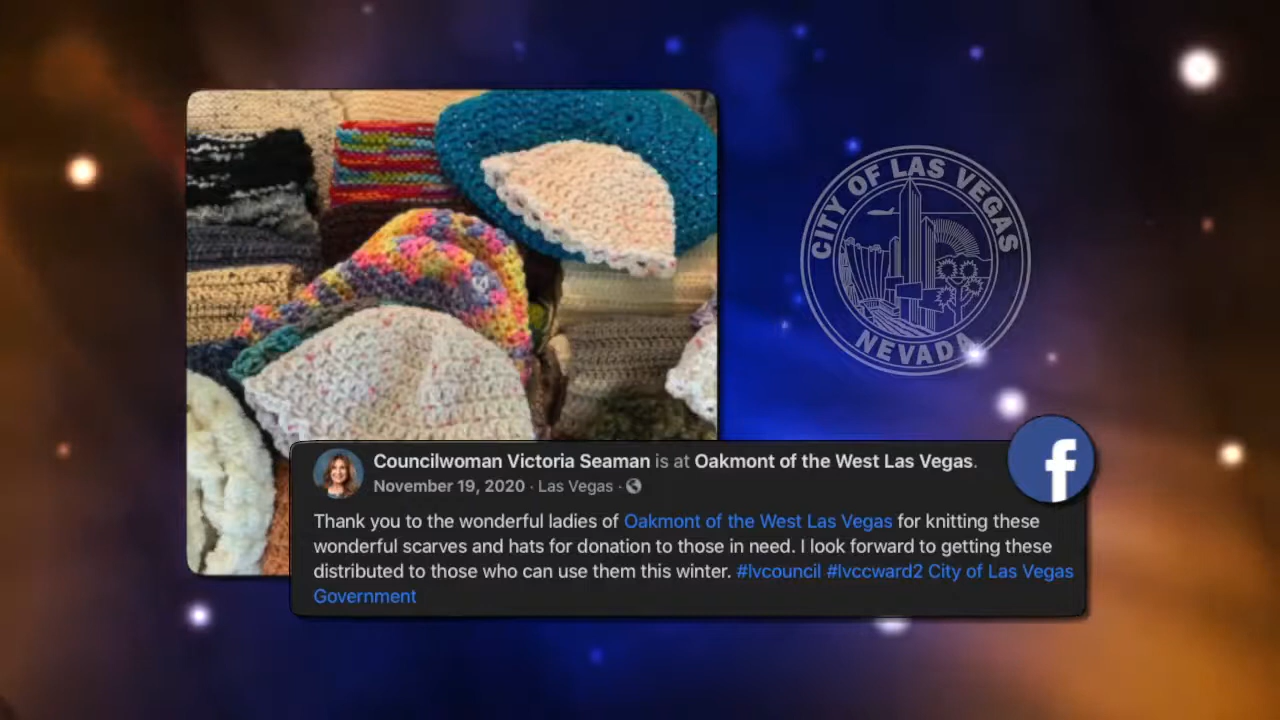 CITY OF LAS VEGAS
NEVADA
Councilwoman Victoria Seaman is at Oakmont of the West Las Vegas.
November 19, 2020 · Las Vegas ·
Thank you to the wonderful ladies of Oakmont of the West Las Vegas for knitting these
wonderful scarves and hats for donation to those in need. I look forward to getting these
distributed to those who can use them this winter. #lvcouncil #lvccward2 City of Las Vegas
Government